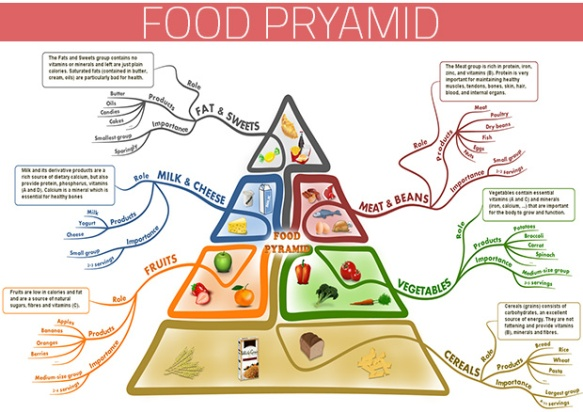 FOOD PRYAMID
The Fats and Sweets group contains no
vitamins or minerals and left are just plain
calories. Saturated fats (contained in butter,
cream, oils) are particularly bad for health.
Role
FAT & SWEETS
Products
Butter
Oils
Candies
Cakes
Importance
Smallest group
Sparingly
The Meat group is rich in protein, iron,
zinc, and vitamins (B). Protein is very
important for maintaining healthy
muscles, tendons, bones, skin, hair,
blood, and internal organs.
Role
MEAT & BEANS
Products
Meat
Poultry
Dry beans
Fish
Eggs
Nuts
Importance
Small group
2-3 servings
Milk and its derivative products are a
rich source of dietary calcium, but also
provide protein, phosphorus, vitamins
(A and D). Calcium is a mineral which is
essential for healthy bones
Role
MILK & CHEESE
Products
Milk
Yogurt
Cheese
Importance
Small group
2-3 servings
Vegetables contain essential
vitamins (A and C) and minerals
(iron, calcium, ...) that are important
for the body to grow and function.
Role
VEGETABLES
Products
Potatoes
Broccoli
Carrot
Spinach
Importance
Medium-size group
servings
FOOD
PYRAMID
Fruits are low in calories and fat
and are a source of natural
sugars, fibres and vitamins (C).
Role
FRUITS
Products
Apples
Bananas
Oranges
Berries
Importance
Medium-size group
servings
Cereals (grains) consists of
carbohydrates, an excellent
source of energy. They are not
fattening and provide vitamins
(B), minerals and fibres.
Role
CEREALS
Products
Bread
Rice
Wheat
Pasta
Importance
Largest group
servings